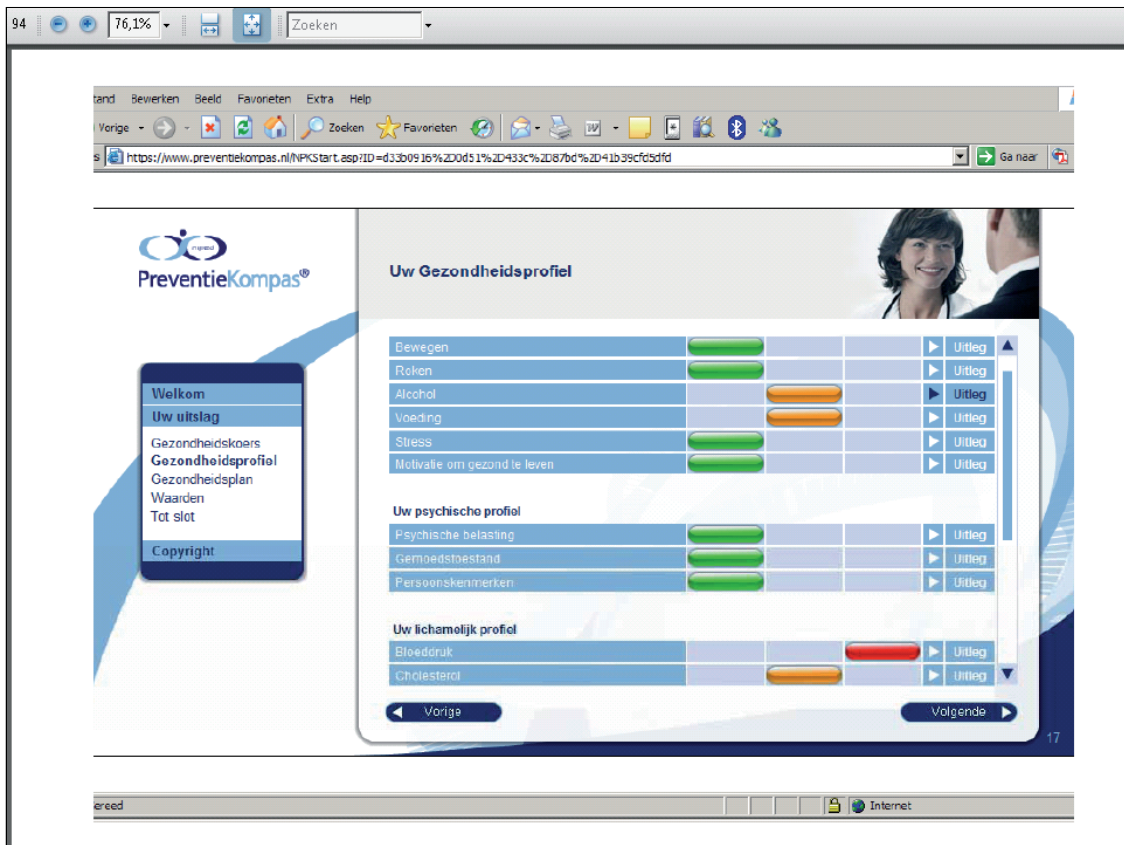 94 76,1% Zoeken
tand Bewerken Beeld Favorieten Extra Help
Vorige Zoeken Favorieten
s https://www.preventiekompas.nl/NPKStart.asp?ID=d33b0916%2D0d51%2D433c%2D87bd%2D41b39cfd5dfd Ga naar
PreventieKompas®
Uw Gezondheidsprofiel
Welkom
Uw uitslag
Gezondheidskoers
Gezondheidsprofiel
Gezondheidsplan
Waarden
Tot slot
Copyright
Bewegen Uitleg
Roken Uitleg
Alcohol Uitleg
Voeding Uitleg
Stress Uitleg
Motivatie om gezond te leven Uitleg
Uw psychische profiel
Psychische belasting Uitleg
Gemoedstoestand Uitleg
Persoonskenmerken Uitleg
Uw lichamelijk profiel
Bloeddruk Uitleg
Cholesterol Uitleg
Vorige Volgende
17
ereed Internet